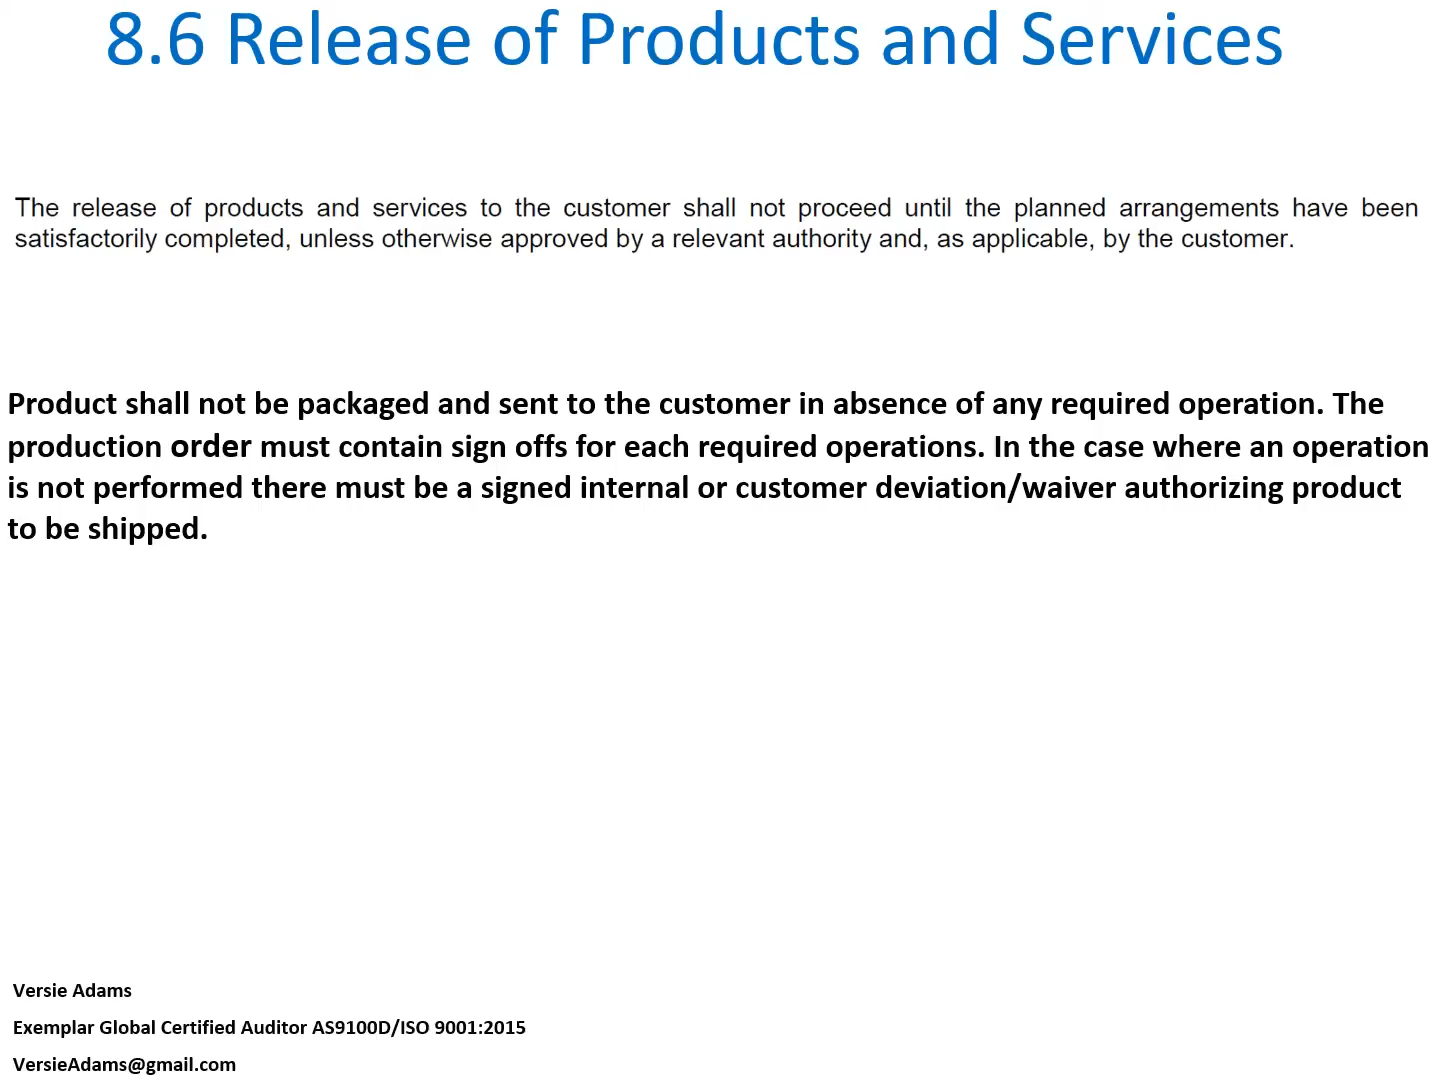 8.6 Release of Products and Services
The release of products and services to the customer shall not proceed until the planned arrangements have been
satisfactorily completed, unless otherwise approved by a relevant authority and, as applicable, by the customer.
Product shall not be packaged and sent to the customer in absence of any required operation. The
production order must contain sign offs for each required operations. In the case where an operation
is not performed there must be a signed internal or customer deviation/waiver authorizing product
to be shipped.
Versie Adams
Exemplar Global Certified Auditor AS9100D/ISO 9001:2015
VersieAdams@gmail.com